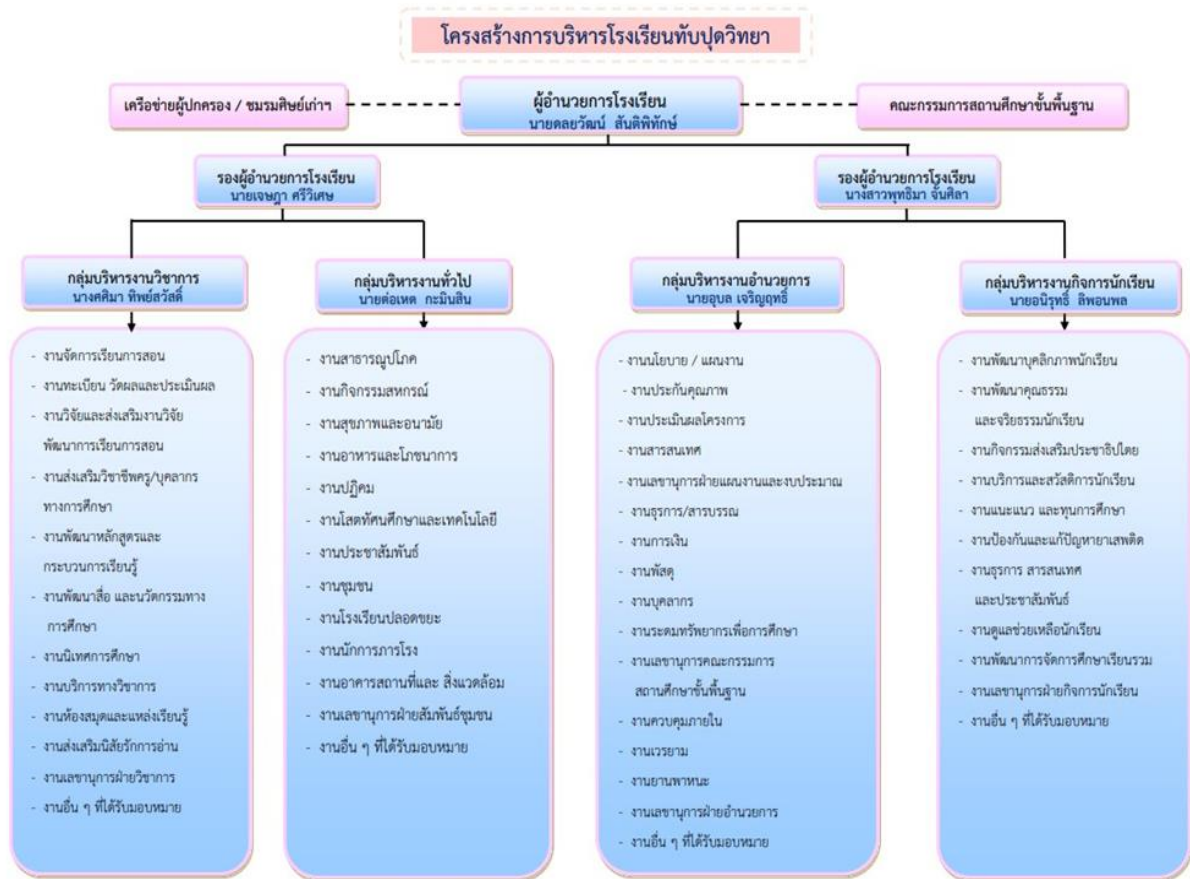 โครงสร้างการบริหารโรงเรียนทับปุดวิทยา
เครือข่ายผู้ปกครอง / ชมรมศิษย์เก่าฯ
ผู้อำนวยการโรงเรียน
นายดลยวัฒน์ สันติพิทักษ์
คณะกรรมการสถานศึกษาขั้นพื้นฐาน
รองผู้อำนวยการโรงเรียน
นายเจษฎา ศรีวิเศษ
รองผู้อำนวยการโรงเรียน
นางสาวพุทธิมา จั้นศิลา
กลุ่มบริหารงานวิชาการ
นางศศิมา ทิพย์สวัสดิ์
- งานจัดการเรียนการสอน
- งานทะเบียน วัดผลและประเมินผล
- งานวิจัยและส่งเสริมงานวิจัย
พัฒนาการเรียนการสอน
- งานส่งเสริมวิชาชีพครู/บุคลากร
ทางการศึกษา
- งานพัฒนาหลักสูตรและ
กระบวนการเรียนรู้
- งานพัฒนาสื่อ และนวัตกรรมทาง
การศึกษา
- งานนิเทศการศึกษา
- งานบริการทางวิชาการ
- งานห้องสมุดและแหล่งเรียนรู้
- งานส่งเสริมนิสัยรักการอ่าน
- งานเลขานุการฝ่ายวิชาการ
- งานอื่น ๆ ที่ได้รับมอบหมาย
กลุ่มบริหารงานทั่วไป
นายต่อเหด กะมินสิน
- งานสาธารณูปโภค
- งานกิจกรรมสหกรณ์
- งานสุขภาพและอนามัย
- งานอาหารและโภชนาการ
- งานปฏิคม
- งานโสตทัศนศึกษาและเทคโนโลยี
- งานประชาสัมพันธ์
- งานชุมชน
- งานโรงเรียนปลอดขยะ
- งานนักการภารโรง
- งานอาคารสถานที่และ สิ่งแวดล้อม
- งานเลขานุการฝ่ายสัมพันธ์ชุมชน
- งานอื่น ๆ ที่ได้รับมอบหมาย
กลุ่มบริหารงานอำนวยการ
นายอุบล เจริญฤทธิ์
- งานนโยบาย / แผนงาน
- งานประกันคุณภาพ
- งานประเมินผลโครงการ
- งานสารสนเทศ
- งานเลขานุการฝ่ายแผนงานและงบประมาณ
- งานธุรการ/สารบรรณ
- งานการเงิน
- งานพัสดุ
- งานบุคลากร
- งานระดมทรัพยากรเพื่อการศึกษา
- งานเลขานุการคณะกรรมการ
สถานศึกษาขั้นพื้นฐาน
- งานควบคุมภายใน
- งานเวรยาม
- งานยานพาหนะ
- งานเลขานุการฝ่ายอำนวยการ
- งานอื่น ๆ ที่ได้รับมอบหมาย
กลุ่มบริหารงานกิจการนักเรียน
นายอนิรุทธิ์ ลิพอนพล
- งานพัฒนาบุคลิกภาพนักเรียน
- งานพัฒนาคุณธรรม
และจริยธรรมนักเรียน
- งานกิจกรรมส่งเสริมประชาธิปไตย
- งานบริการและสวัสดิการนักเรียน
- งานแนะแนว และทุนการศึกษา
- งานป้องกันและแก้ปัญหายาเสพติด
- งานธุรการ สารสนเทศ
และประชาสัมพันธ์
- งานดูแลช่วยเหลือนักเรียน
- งานพัฒนาการจัดการศึกษาเรียนรวม
- งานเลขานุการฝ่ายกิจการนักเรียน
- งานอื่น ๆ ที่ได้รับมอบหมาย